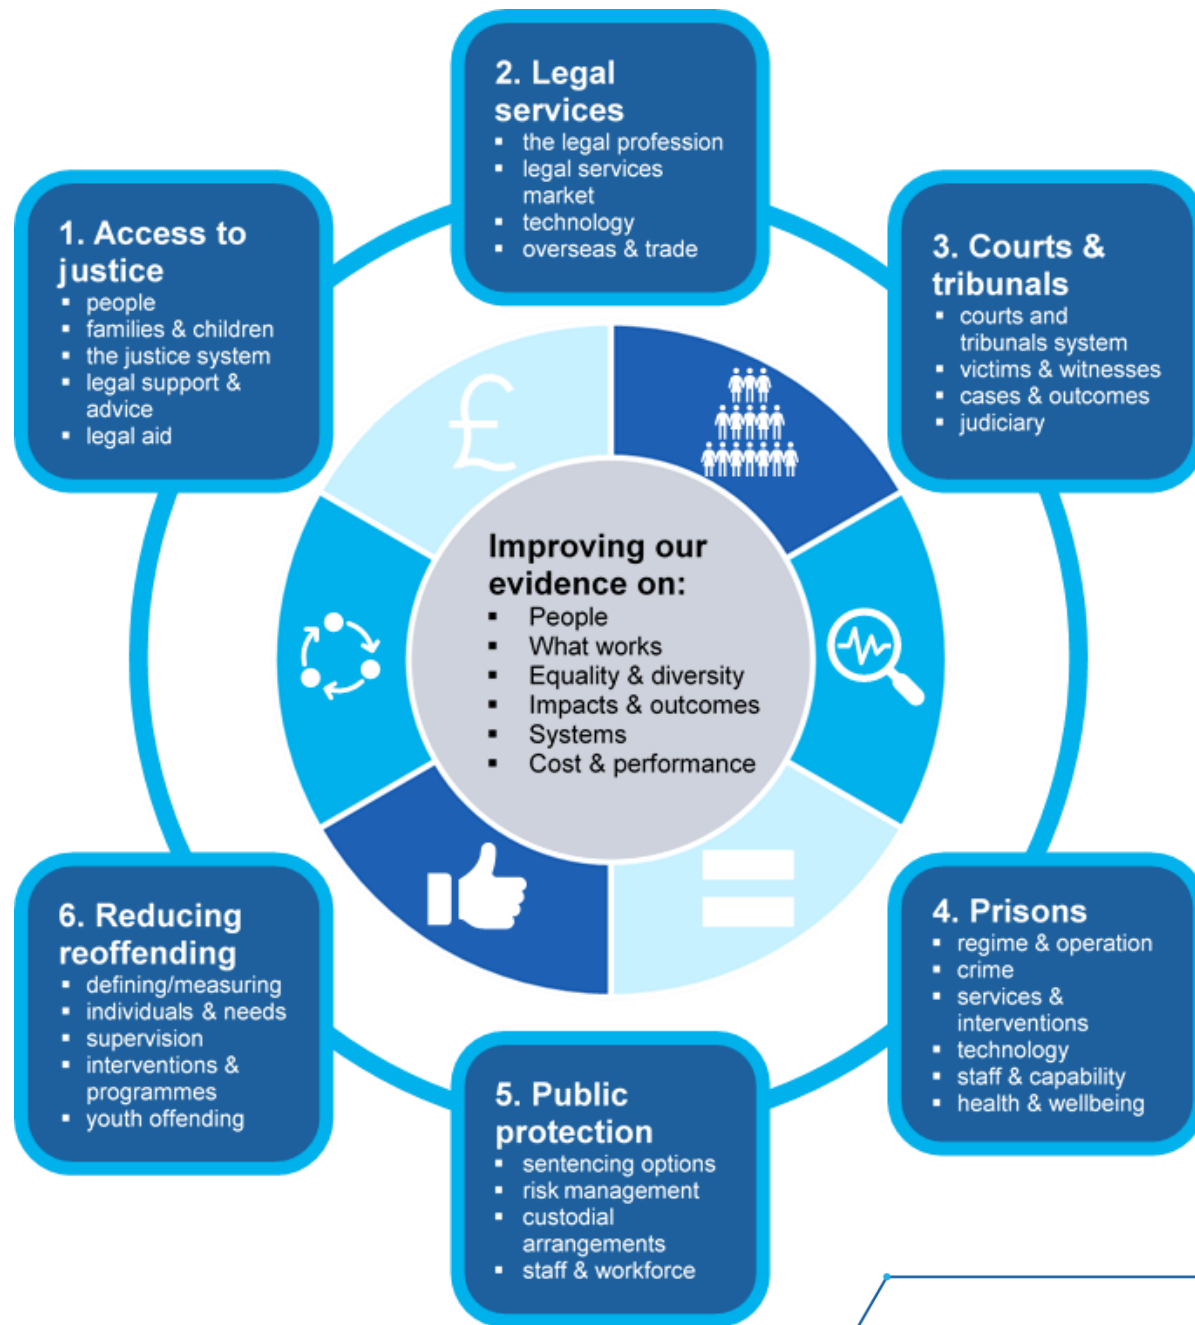 1. Access to
justice
▪ people
▪ families & children
▪ the justice system
▪ legal support &
advice
▪ legal aid
2. Legal
services
▪ the legal profession
▪ legal services
market
▪ technology
▪ overseas & trade
3. Courts &
tribunals
▪ courts and
tribunals system
▪ victims & witnesses
▪ cases & outcomes
▪ judiciary
£
Improving our
evidence on:
▪ People
▪ What works
▪ Equality & diversity
▪ Impacts & outcomes
▪ Systems
▪ Cost & performance
4. Prisons
▪ regime & operation
▪ crime
▪ services &
interventions
▪ technology
▪ staff & capability
▪ health & wellbeing
5. Public
protection
▪ sentencing options
▪ risk management
▪ custodial
arrangements
▪ staff & workforce
6. Reducing
reoffending
▪ defining/measuring
▪ individuals & needs
▪ supervision
▪ interventions &
programmes
▪ youth offending